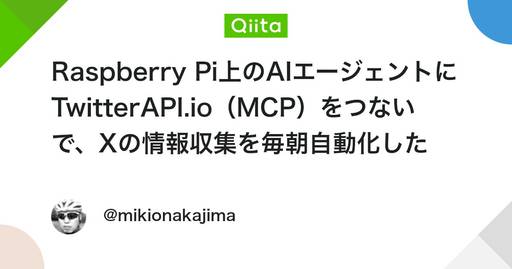 Qiita
Raspberry Pi上のAIエージェントに
TwitterAPI.io（MCP）をつない
で、Xの情報収集を毎朝自動化した
@mikionakajima